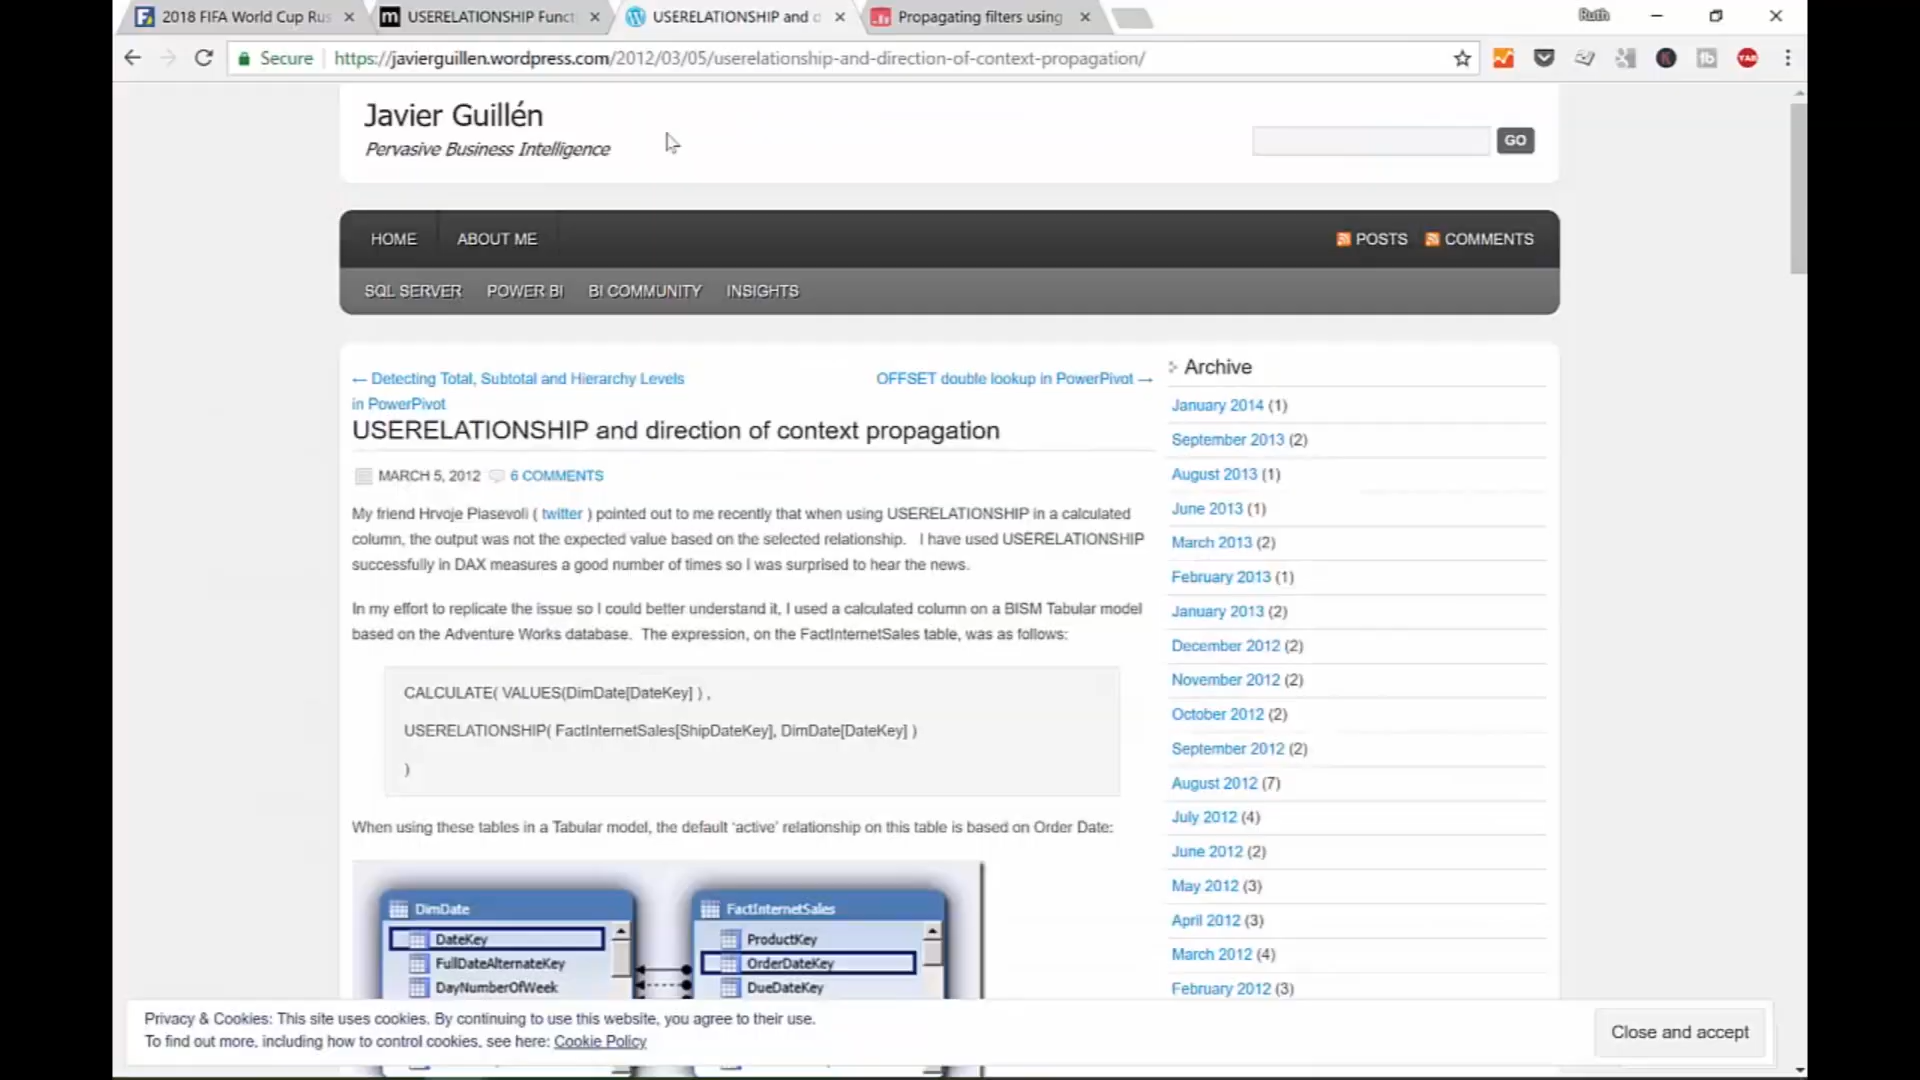 2018 FIFA World Cup Rus
USERELATIONSHIP Funct
USERELATIONSHIP and d
Propagating filters using
Ruth
Secure
https://javierguillen.wordpress.com/2012/03/05/userelationship-and-direction-of-context-propagation/
Javier Guillén
Pervasive Business Intelligence
GO
HOME
ABOUT ME
POSTS
COMMENTS
SQL SERVER
POWER BI
BI COMMUNITY
INSIGHTS
← Detecting Total, Subtotal and Hierarchy Levels
in PowerPivot
OFFSET double lookup in PowerPivot →
USERELATIONSHIP and direction of context propagation
MARCH 5, 2012
6 COMMENTS
My friend Hrvoje Piasevoli ( twitter ) pointed out to me recently that when using USERELATIONSHIP in a calculated
column, the output was not the expected value based on the selected relationship.   I have used USERELATIONSHIP
successfully in DAX measures a good number of times so I was surprised to hear the news.
In my effort to replicate the issue so I could better understand it, I used a calculated column on a BISM Tabular model
based on the Adventure Works database.  The expression, on the FactInternetSales table, was as follows:
CALCULATE( VALUES(DimDate[DateKey] ) ,
USERELATIONSHIP( FactInternetSales[ShipDateKey], DimDate[DateKey] )
)
When using these tables in a Tabular model, the default ‘active’ relationship on this table is based on Order Date:
DimDate
DateKey
FullDateAlternateKey
DayNumberOfWeek
FactInternetSales
ProductKey
OrderDateKey
DueDateKey
Archive
January 2014 (1)
September 2013 (2)
August 2013 (1)
June 2013 (1)
March 2013 (2)
February 2013 (1)
January 2013 (2)
December 2012 (2)
November 2012 (2)
October 2012 (2)
September 2012 (2)
August 2012 (7)
July 2012 (4)
June 2012 (2)
May 2012 (3)
April 2012 (3)
March 2012 (4)
February 2012 (3)
Privacy & Cookies: This site uses cookies. By continuing to use this website, you agree to their use.
To find out more, including how to control cookies, see here: Cookie Policy
Close and accept